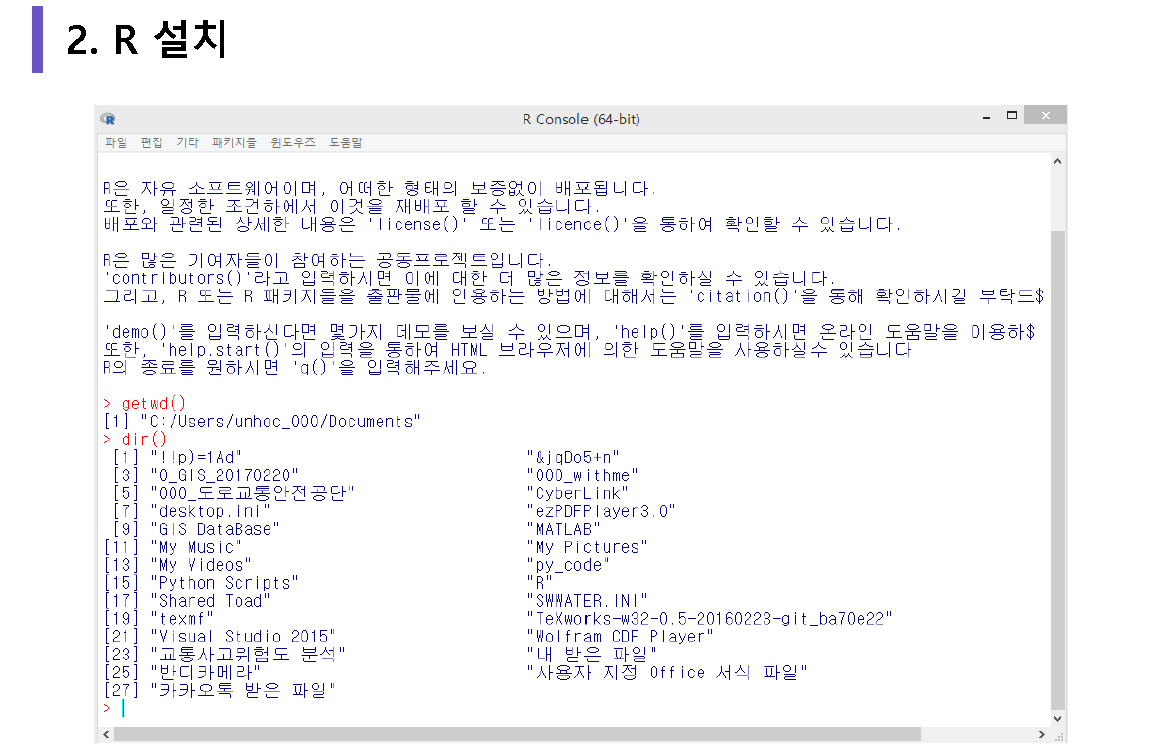 2. R 설치
R Console (64-bit)
파일 편집 기타 패키지들 윈도우즈 도움말
R은 자유 소프트웨어이며, 어떠한 형태의 보증없이 배포됩니다.
또한, 일정한 조건하에서 이것을 재배포 할 수 있습니다.
배포와 관련된 상세한 내용은 'license()' 또는 'licence()'을 통하여 확인할 수 있습니다.
R은 많은 기여자들이 참여하는 공동프로젝트입니다.
'contributors()'라고 입력하시면 이에 대한 더 많은 정보를 확인하실 수 있습니다.
그리고, R 또는 R 패키지들을 출판물에 인용하는 방법에 대해서는 'citation()'을 통해 확인하시길 부탁드$
'demo()'를 입력하신다면 몇가지 데모를 보실 수 있으며, 'help()'를 입력하시면 온라인 도움말을 이용하$
또한, 'help.start()'의 입력을 통하여 HTML 브라우저에 의한 도움말을 사용하실수 있습니다
R의 종료를 원하시면 'q()'을 입력해주세요.
> getwd()
[1] "C:/Users/unhoc_000/Documents"
> dir()
[1] "!!p)=1Ad" "&jqDo5+n"
[3] "0_GIS_20170220" "000_withme"
[5] "000_도로교통안전공단" "CyberLink"
[7] "desktop.ini" "ezPDFPlayer3.0"
[9] "GIS DataBase" "MATLAB"
[11] "My Music" "My Pictures"
[13] "My Videos" "py_code"
[15] "Python Scripts" "R"
[17] "Shared Toad" "SWWATER.INI"
[19] "texmf" "TeXworks-w32-0.5-20160223-git_ba70e22"
[21] "Visual Studio 2015" "Wolfram CDF Player"
[23] "교통사고위험도 분석" "내 받은 파일"
[25] "반디카메라" "사용자 지정 Office 서식 파일"
[27] "카카오톡 받은 파일"
>